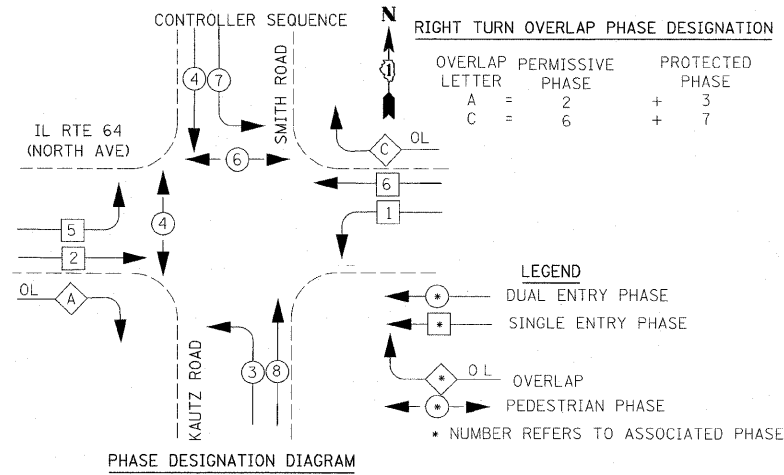 CONTROLLER SEQUENCE
N
1
RIGHT TURN OVERLAP PHASE DESIGNATION
OVERLAP LETTER PERMISSIVE PHASE PROTECTED PHASE
A = 2 + 3
C = 6 + 7
4 7
SMITH ROAD
IL RTE 64
(NORTH AVE)
6
C OL
6
1
5
4
2
OL A
KAUTZ ROAD
3 8
LEGEND
* DUAL ENTRY PHASE
* SINGLE ENTRY PHASE
* OL OVERLAP
* PEDESTRIAN PHASE
* NUMBER REFERS TO ASSOCIATED PHASE
PHASE DESIGNATION DIAGRAM